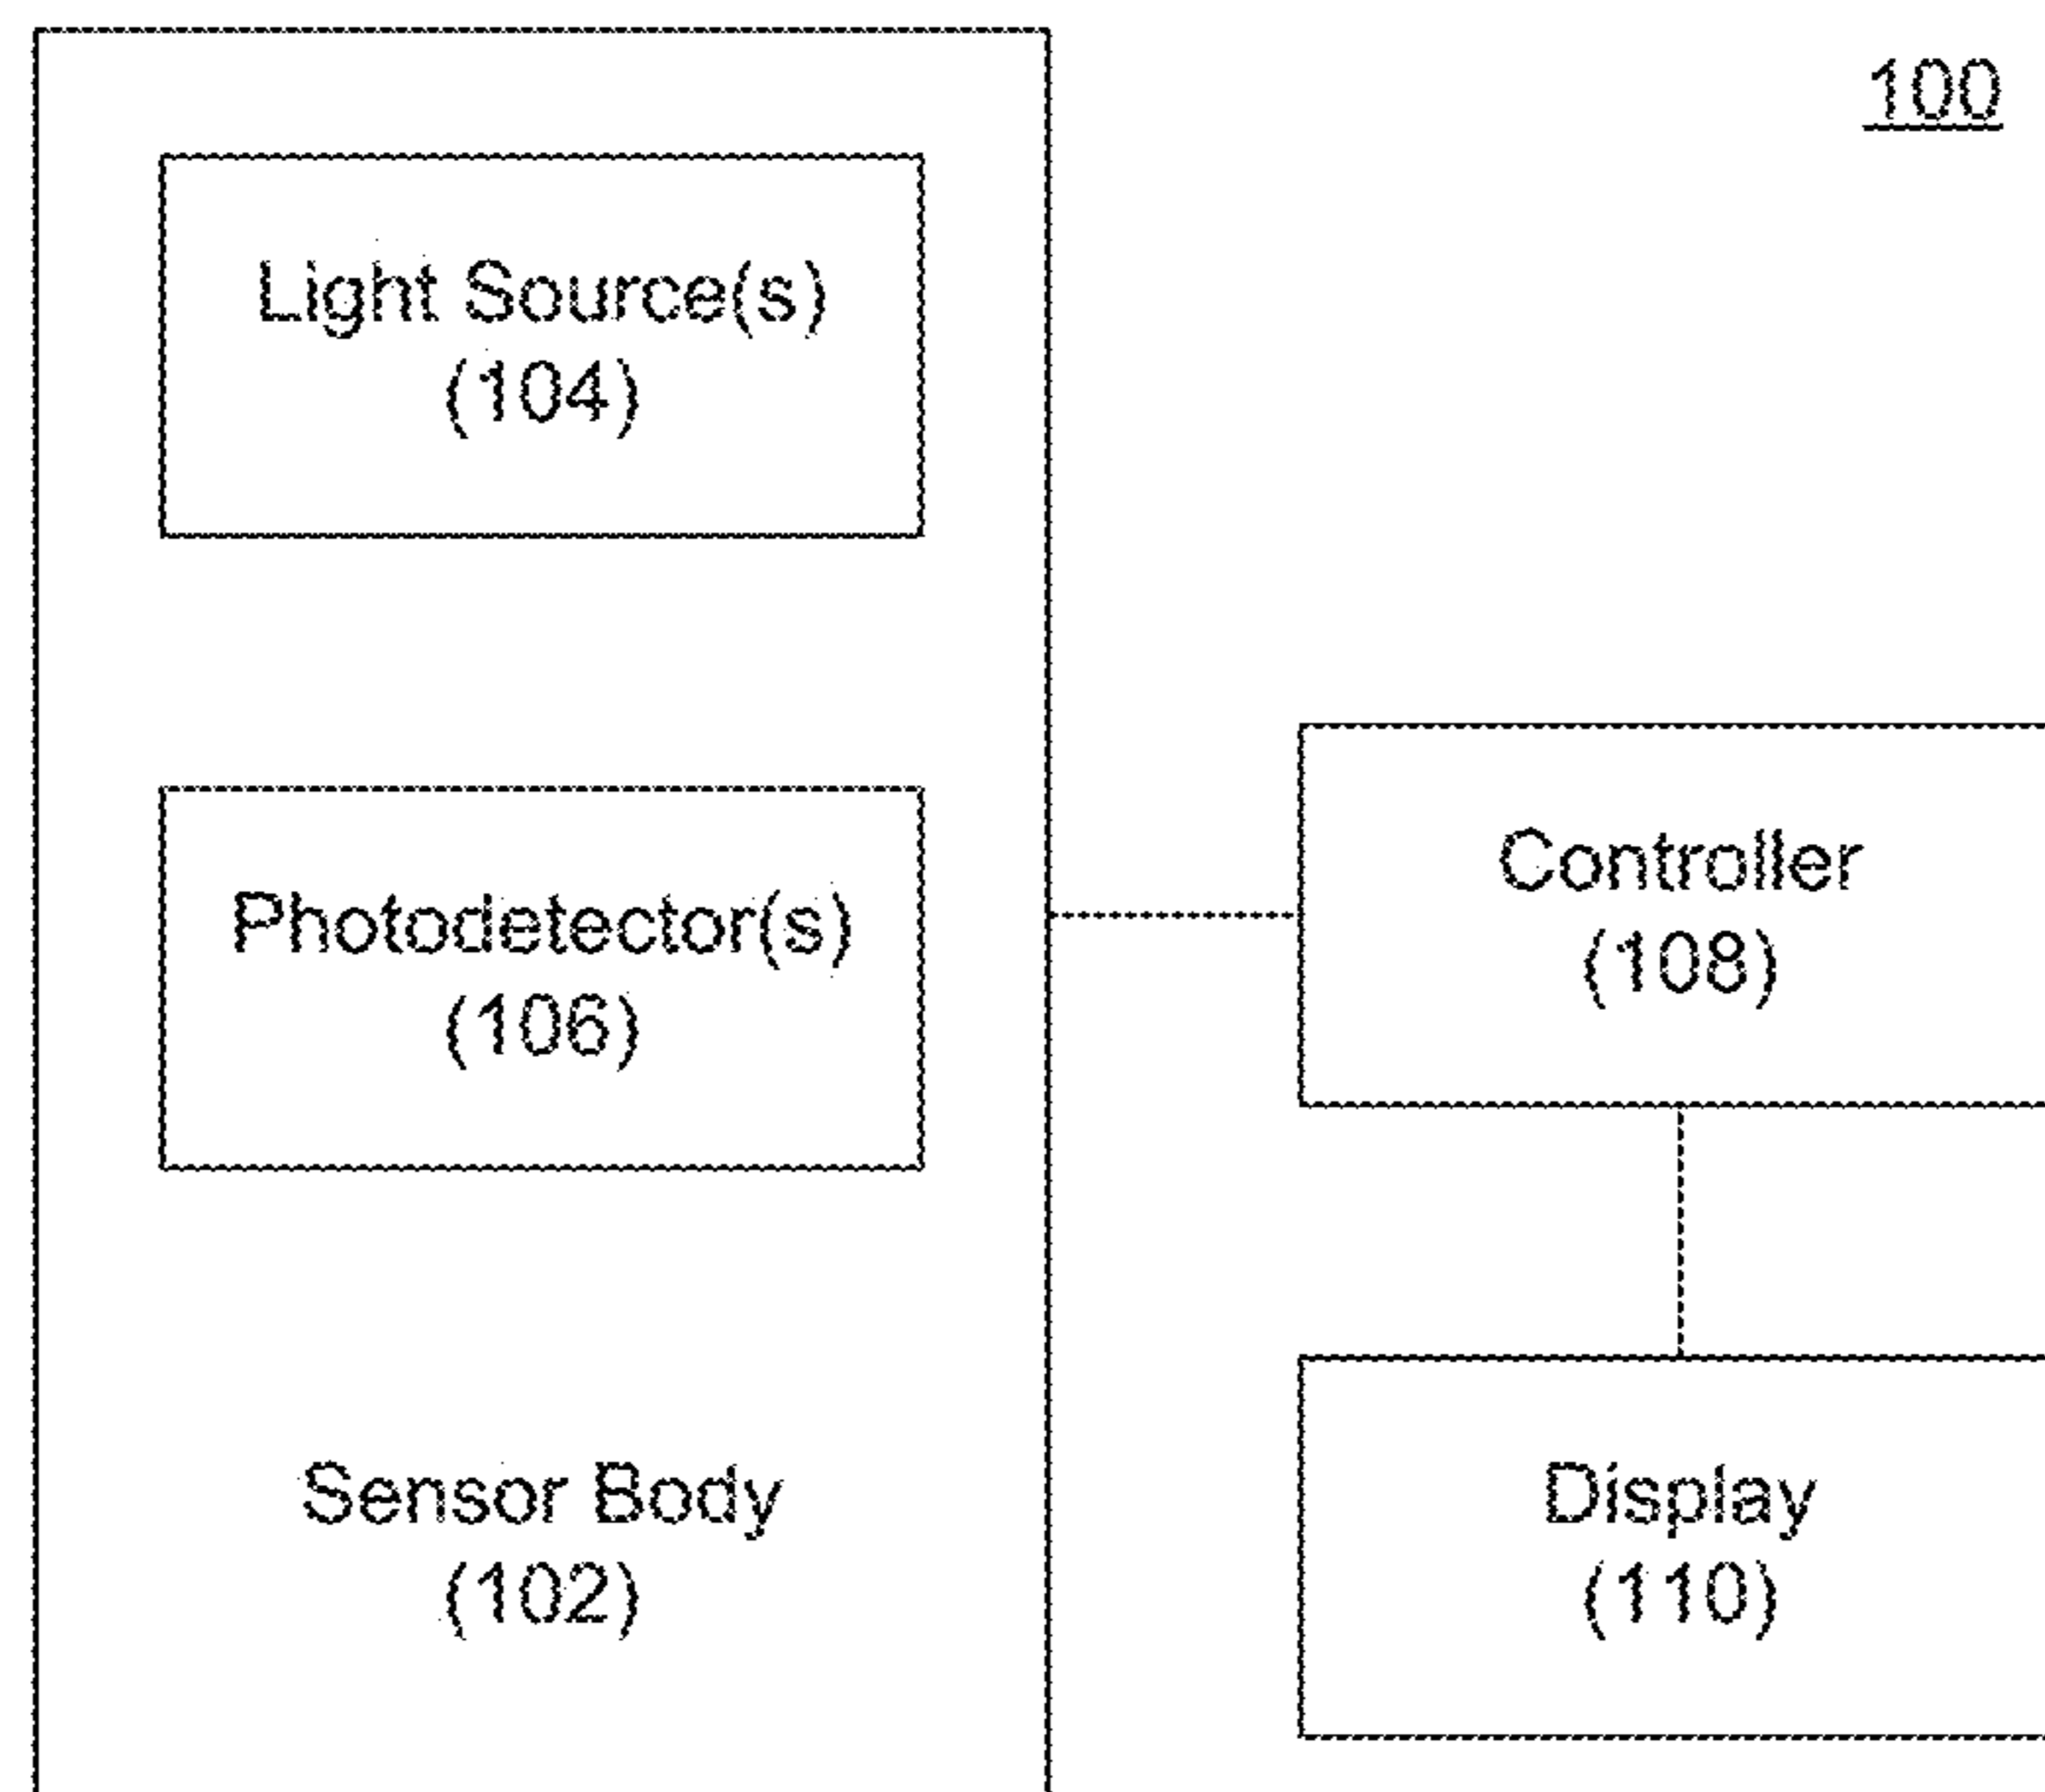 100
Light Source(s)
(104)
Photodetector(s)
(106)
Controller
(108)
Sensor Body
(102)
Display
(110)